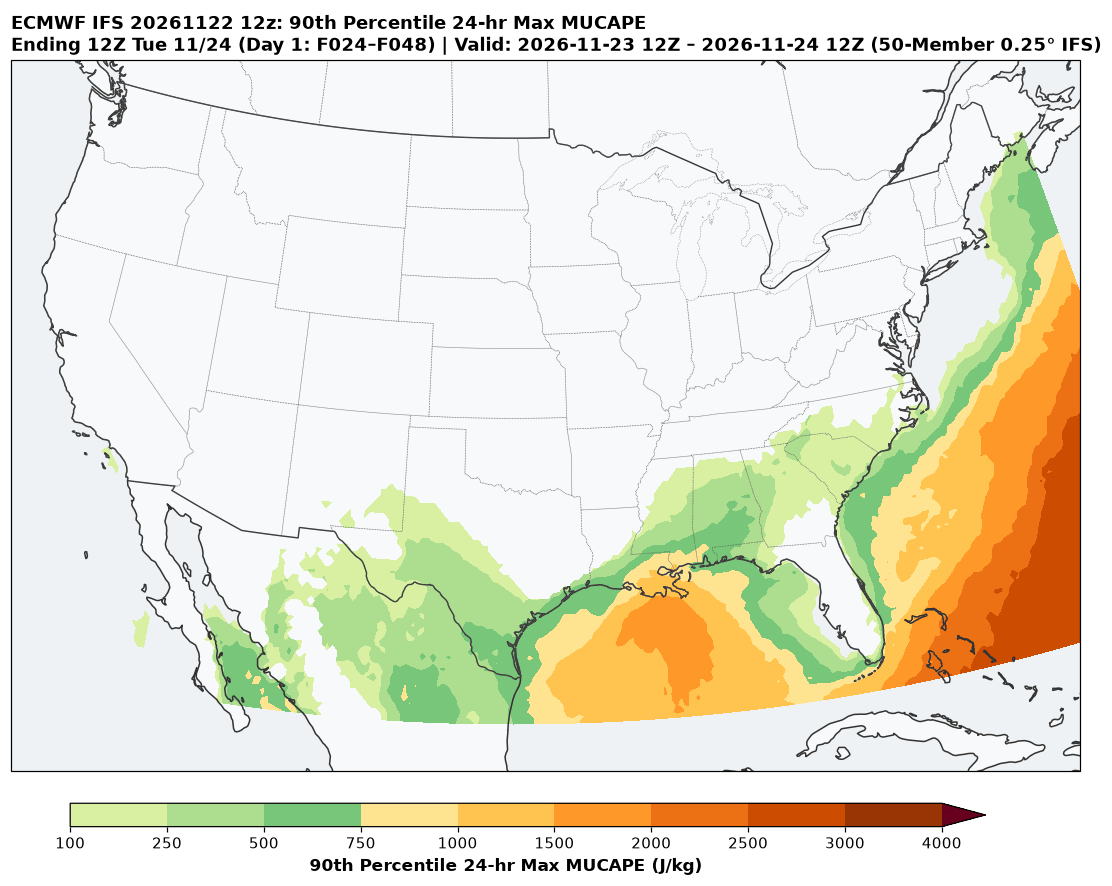 ECMWF IFS 20261122 12z: 90th Percentile 24-hr Max MUCAPE
Ending 12Z Tue 11/24 (Day 1: F024–F048) | Valid: 2026-11-23 12Z – 2026-11-24 12Z (50-Member 0.25° IFS)
100 250 500 750 1000 1500 2000 2500 3000 4000
90th Percentile 24-hr Max MUCAPE (J/kg)